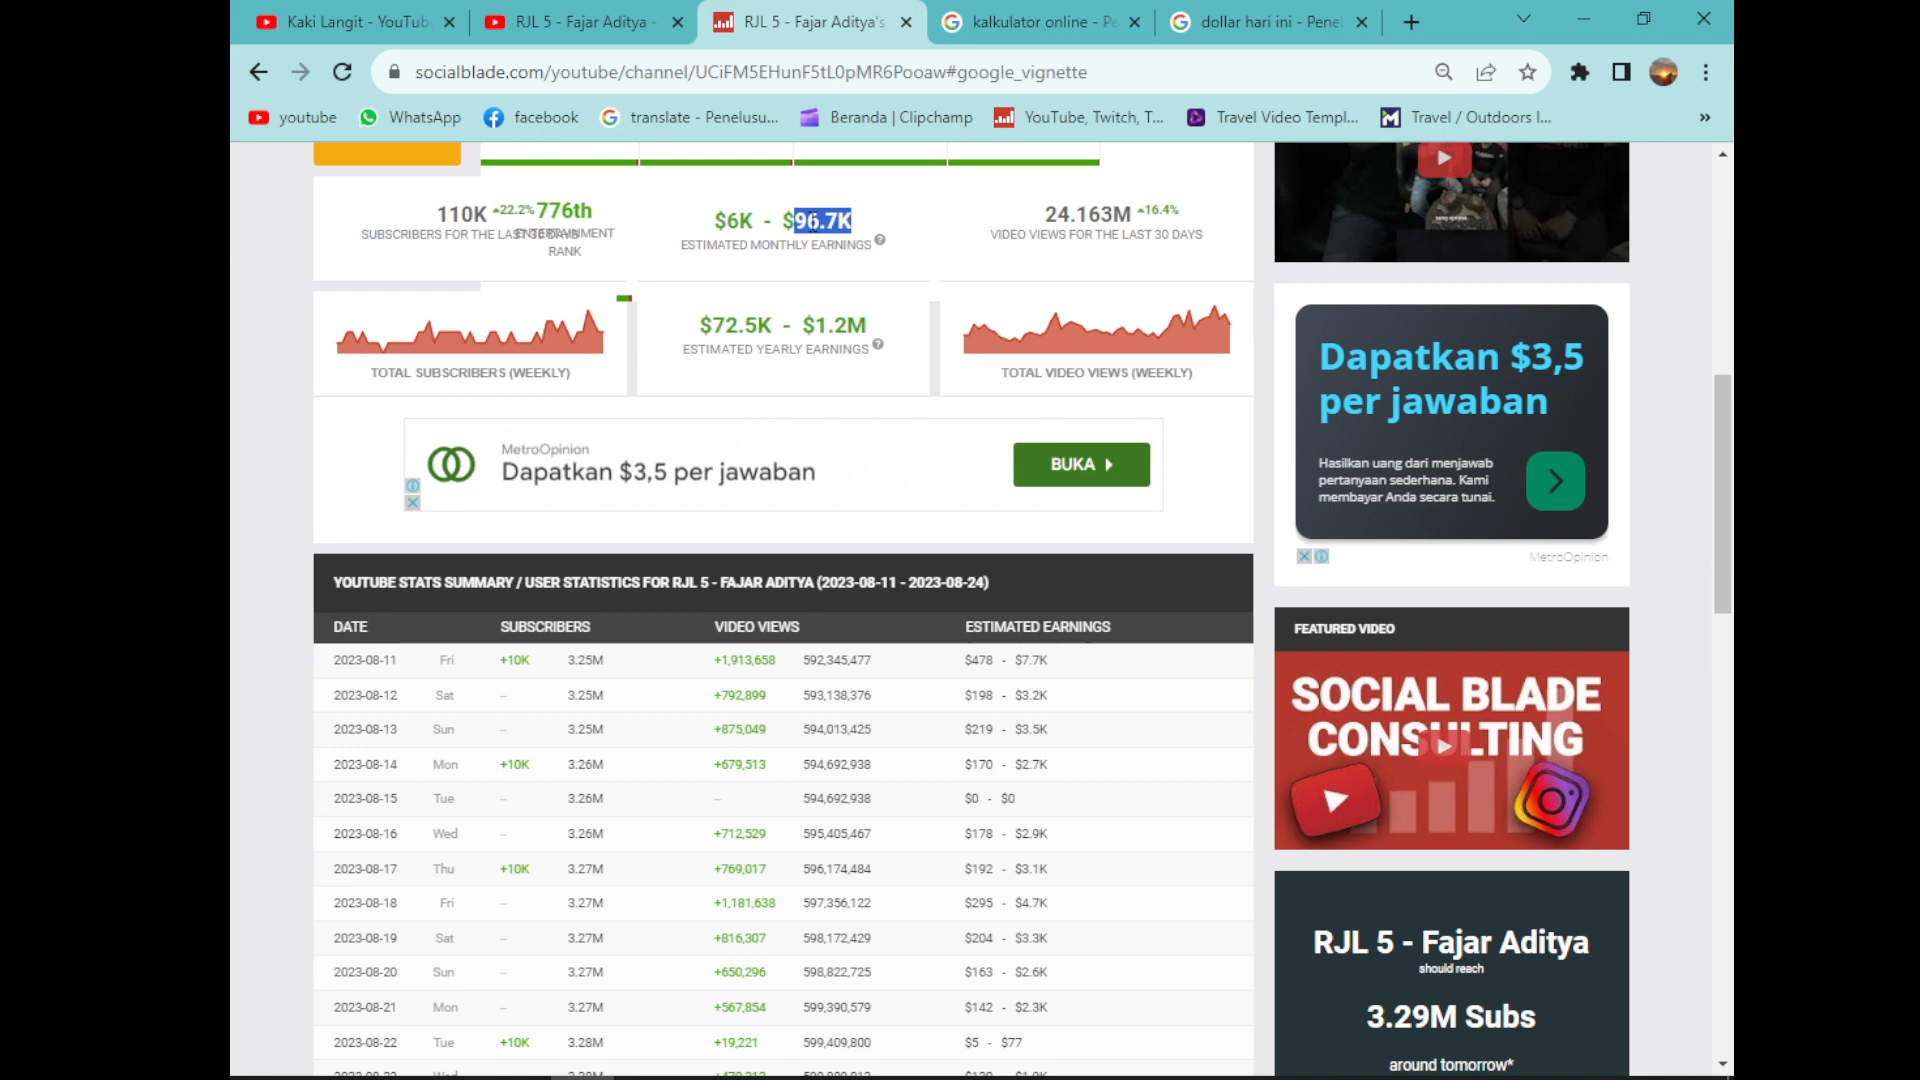 Kaki Langit - YouTub
RJL 5 - Fajar Aditya -
RJL 5 - Fajar Aditya's
kalkulator online - Pe
dollar hari ini - Penel
socialblade.com/youtube/channel/UCiFM5EHunF5tL0pMR6Pooaw#google_vignette
youtube
WhatsApp
facebook
translate - Penelusu...
Beranda | Clipchamp
YouTube, Twitch, T...
Travel Video Templ...
Travel / Outdoors I...
»
110K 22.2%
SUBSCRIBERS FOR THE LAST 30 DAYS
776th
ENTERTAINMENT
RANK
$6K - $96.7K
ESTIMATED MONTHLY EARNINGS
24.163M 16.4%
VIDEO VIEWS FOR THE LAST 30 DAYS
TOTAL SUBSCRIBERS (WEEKLY)
$72.5K - $1.2M
ESTIMATED YEARLY EARNINGS
TOTAL VIDEO VIEWS (WEEKLY)
MetroOpinion
Dapatkan $3,5 per jawaban
BUKA
YOUTUBE STATS SUMMARY / USER STATISTICS FOR RJL 5 - FAJAR ADITYA (2023-08-11 - 2023-08-24)
DATE SUBSCRIBERS VIDEO VIEWS ESTIMATED EARNINGS
2023-08-11 Fri +10K 3.25M +1,913,658 592,345,477 $478 - $7.7K
2023-08-12 Sat -- 3.25M +792,899 593,138,376 $198 - $3.2K
2023-08-13 Sun -- 3.25M +875,049 594,013,425 $219 - $3.5K
2023-08-14 Mon +10K 3.26M +679,513 594,692,938 $170 - $2.7K
2023-08-15 Tue -- 3.26M -- 594,692,938 $0 - $0
2023-08-16 Wed -- 3.26M +712,529 595,405,467 $178 - $2.9K
2023-08-17 Thu +10K 3.27M +769,017 596,174,484 $192 - $3.1K
2023-08-18 Fri -- 3.27M +1,181,638 597,356,122 $295 - $4.7K
2023-08-19 Sat -- 3.27M +816,307 598,172,429 $204 - $3.3K
2023-08-20 Sun -- 3.27M +650,296 598,822,725 $163 - $2.6K
2023-08-21 Mon -- 3.27M +567,854 599,390,579 $142 - $2.3K
2023-08-22 Tue +10K 3.28M +19,221 599,409,800 $5 - $77
Dapatkan $3,5
per jawaban
Hasilkan uang dari menjawab
pertanyaan sederhana. Kami
membayar Anda secara tunai.
MetroOpinion
FEATURED VIDEO
SOCIAL BLADE
CONSULTING
RJL 5 - Fajar Aditya
should reach
3.29M Subs
around tomorrow*